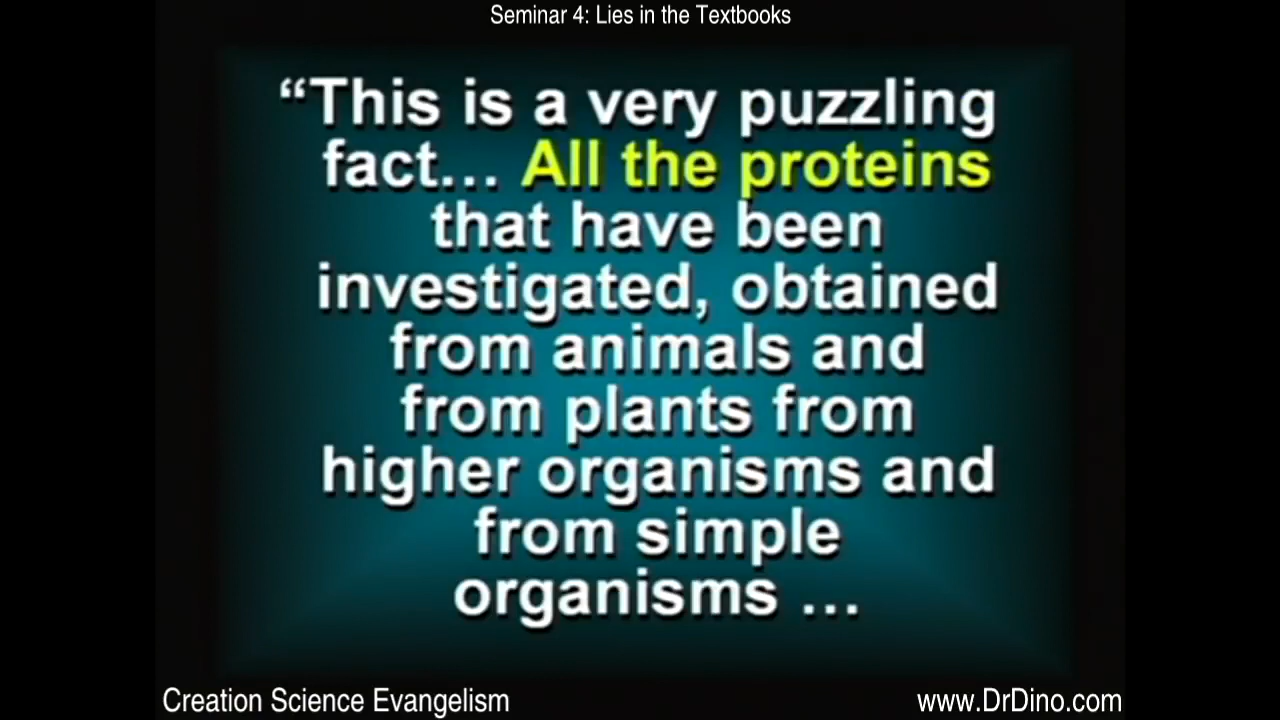 Seminar 4: Lies in the Textbooks
“This is a very puzzling
fact... All the proteins
that have been
investigated, obtained
from animals and
from plants from
higher organisms and
from simple
organisms ...
Creation Science Evangelism
www.DrDino.com